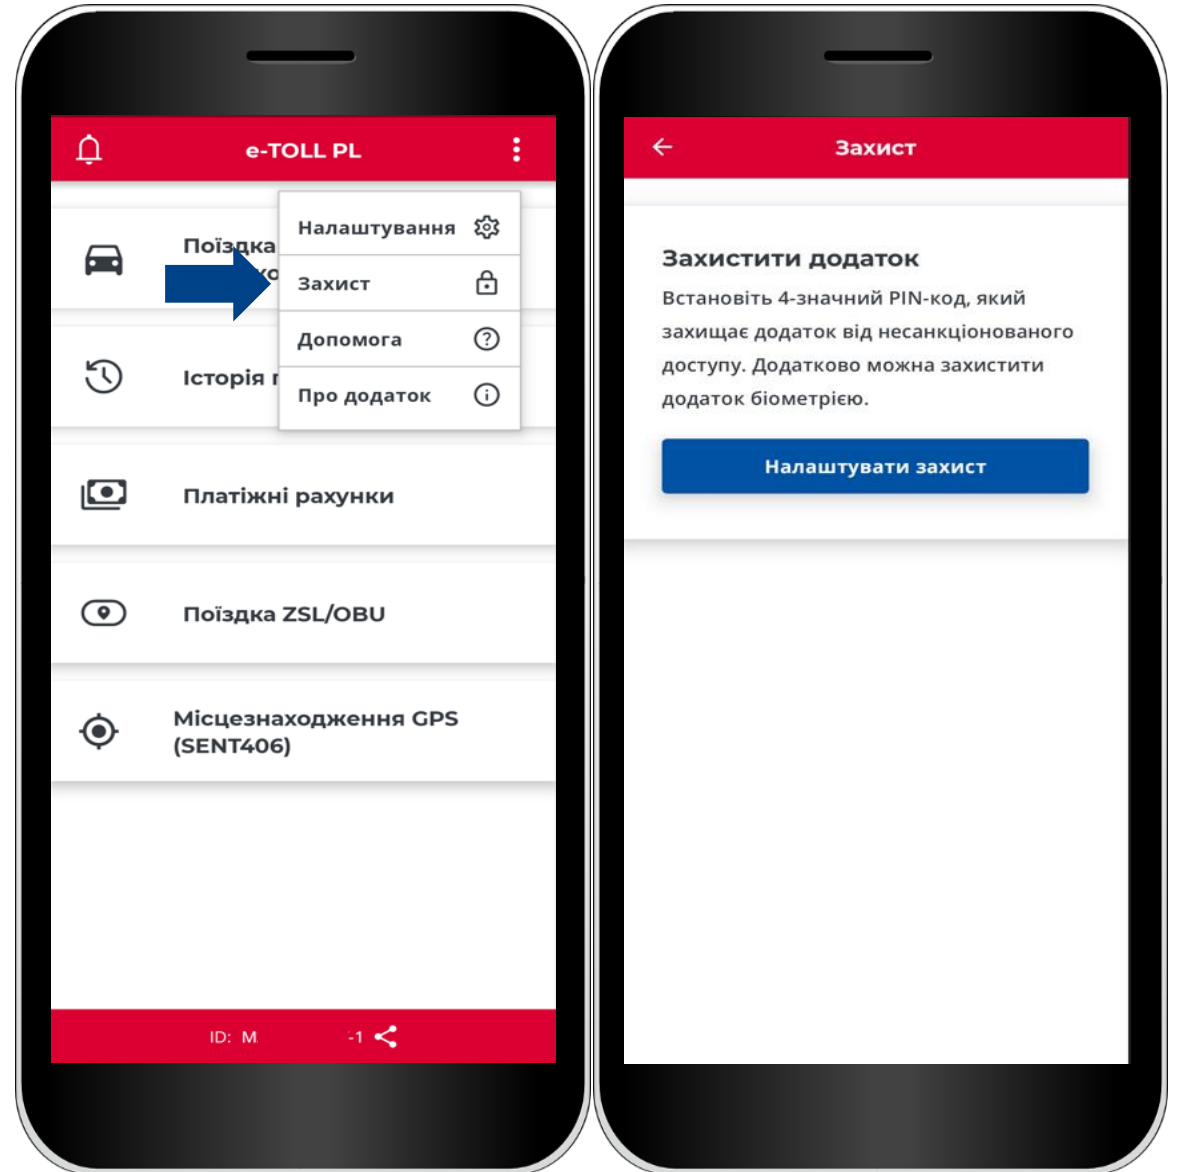 e-TOLL PL
Налаштування
Поїздка
Захист
Допомога
Історія
Про додаток
Платіжні рахунки
Поїздка ZSL/OBU
Місцезнаходження GPS
(SENT406)
ID: M -1
Захист
Захистити додаток
Встановіть 4-значний PIN-код, який
захищає додаток від несанкціонованого
доступу. Додатково можна захистити
додаток біометрією.
Налаштувати захист